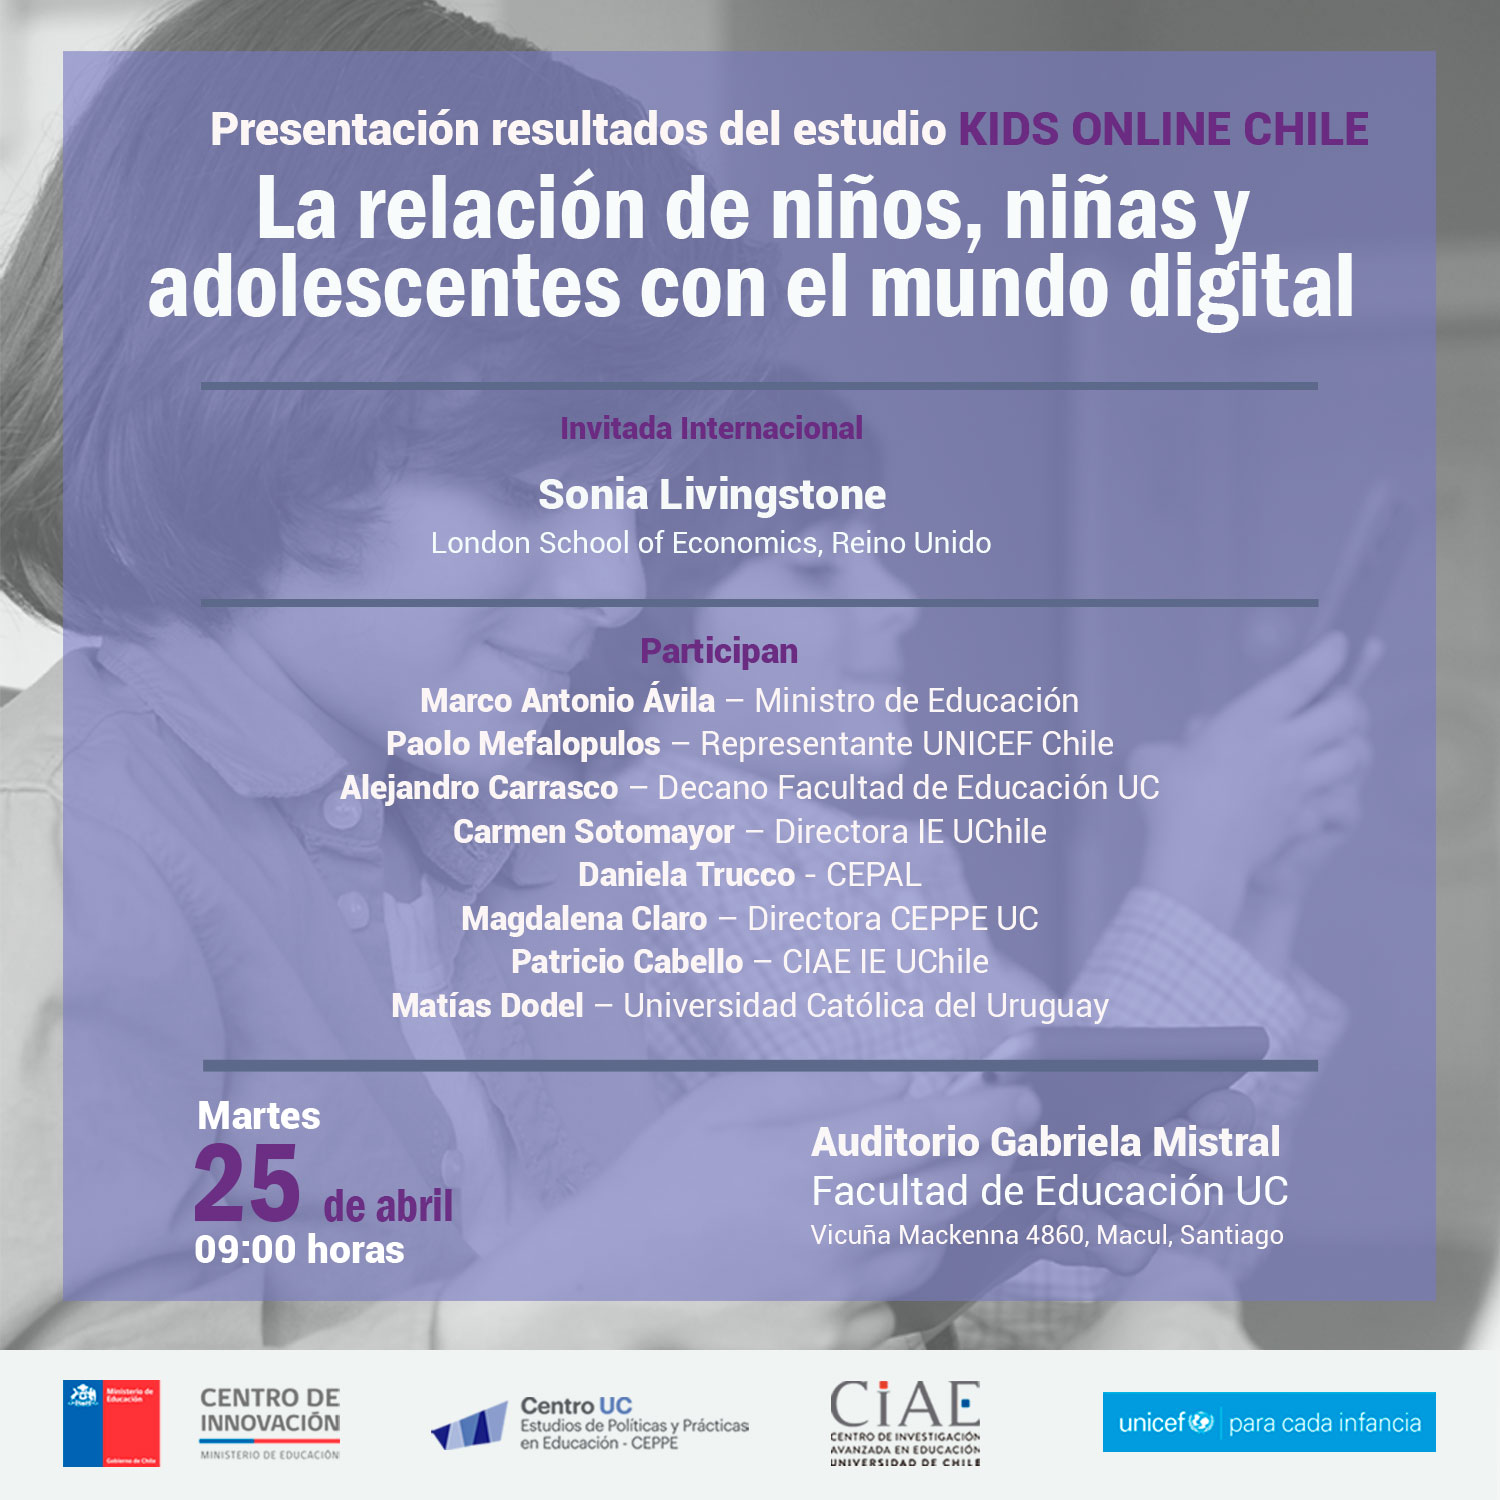 Presentación resultados del estudio KIDS ONLINE CHILE
La relación de niños, niñas y
adolescentes con el mundo digital
Invitada Internacional
Sonia Livingstone
London School of Economics, Reino Unido
Participan
Marco Antonio Ávila – Ministro de Educación
Paolo Mefalopulos – Representante UNICEF Chile
Alejandro Carrasco – Decano Facultad de Educación UC
Carmen Sotomayor – Directora IE UChile
Daniela Trucco - CEPAL
Magdalena Claro – Directora CEPPE UC
Patricio Cabello – CIAE IE UChile
Matías Dodel – Universidad Católica del Uruguay
Martes
25 de abril
09:00 horas
Auditorio Gabriela Mistral
Facultad de Educación UC
Vicuña Mackenna 4860, Macul, Santiago
Ministerio de
Educación
Gobierno de Chile
CENTRO DE
INNOVACIÓN
MINISTERIO DE EDUCACIÓN
Centro UC
Estudios de Políticas y Prácticas
en Educación - CEPPE
CiAE
CENTRO DE INVESTIGACIÓN
AVANZADA EN EDUCACIÓN
UNIVERSIDAD DE CHILE
unicef para cada infancia